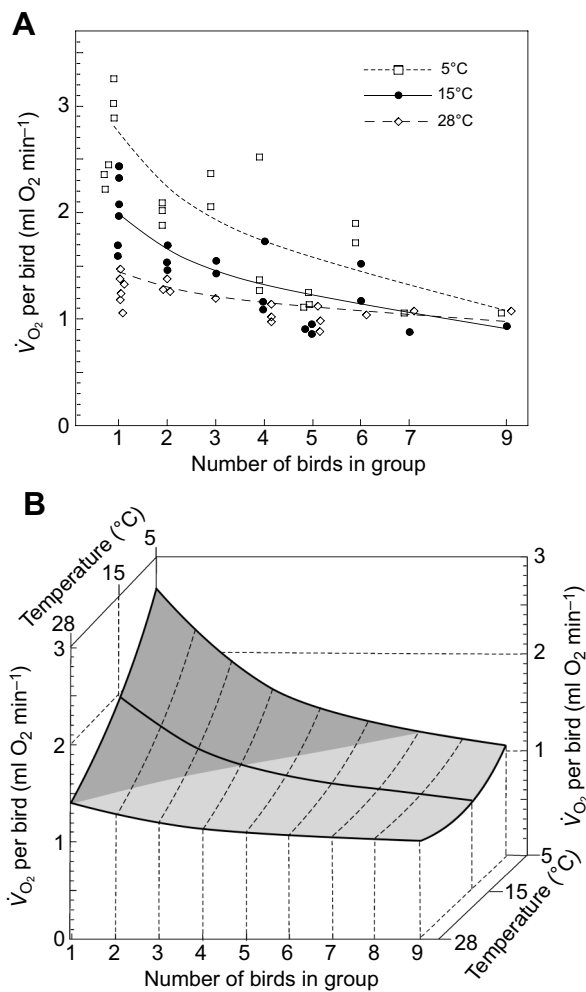 A
V̇O₂ per bird (ml O₂ min⁻¹)
3
2
1
0
5°C
15°C
28°C
1 2 3 4 5 6 7 9
Number of birds in group
B
Temperature (°C)
5
15
28
3
2
1
0
V̇O₂ per bird (ml O₂ min⁻¹)
3
2
1
V̇O₂ per bird (ml O₂ min⁻¹)
5
15
28
Temperature (°C)
1 2 3 4 5 6 7 8 9
Number of birds in group